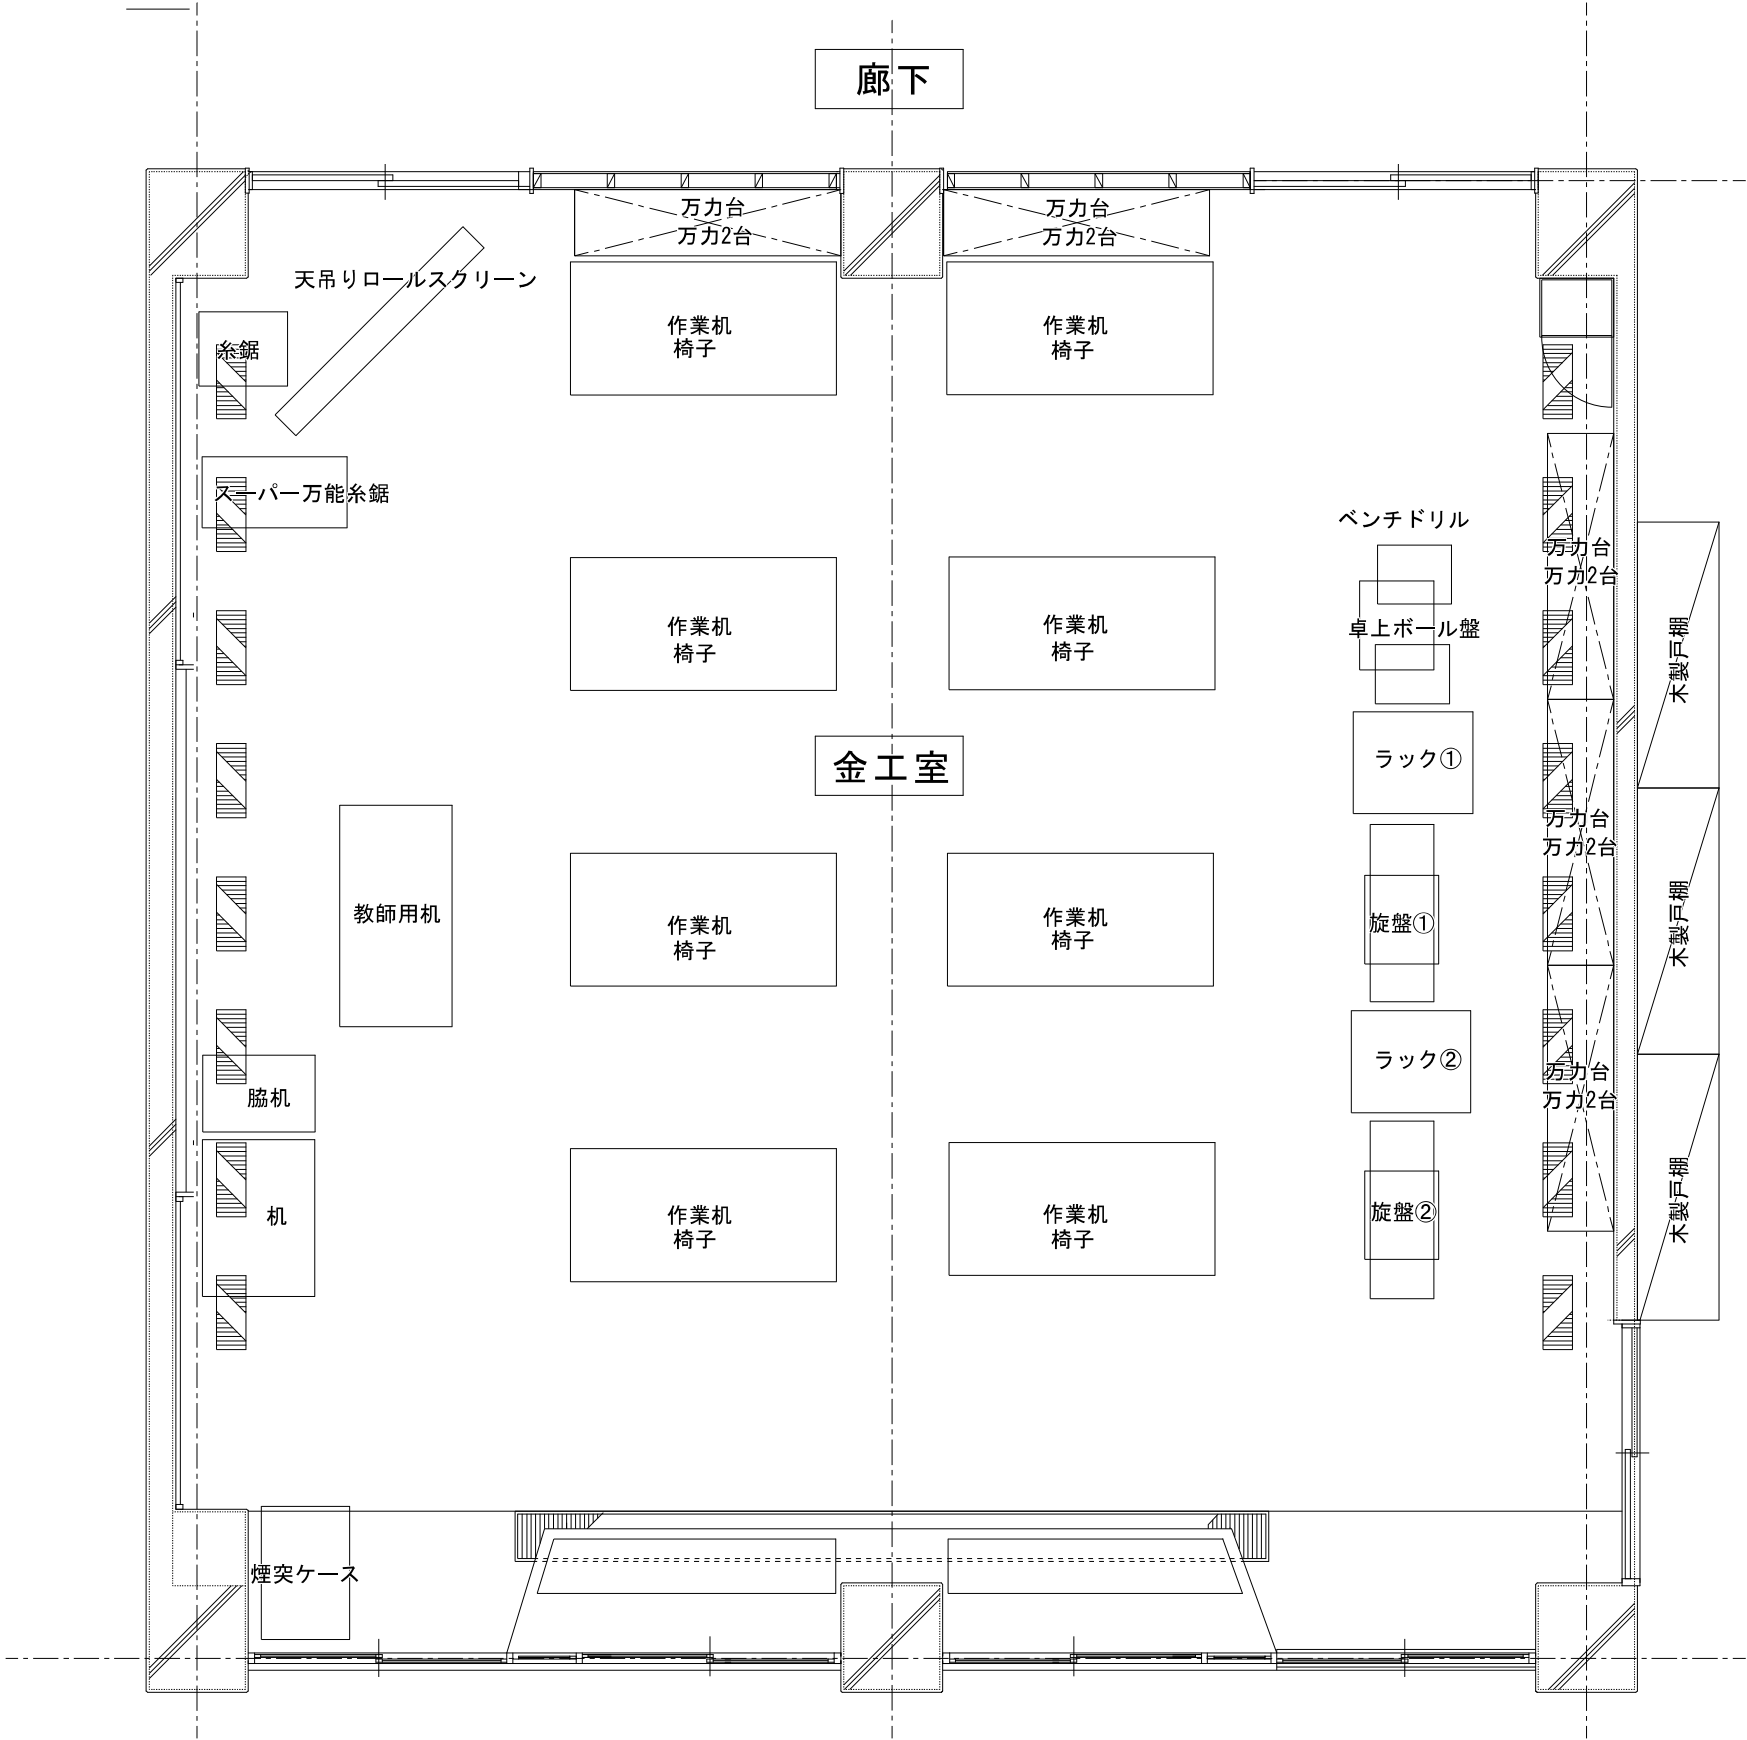 廊下
万力台
万力2台
万力台
万力2台
天吊りロールスクリーン
作業机
椅子
作業机
椅子
糸鋸
スーパー万能糸鋸
ベンチドリル
万力台
万力2台
作業机
椅子
作業机
椅子
卓上ボール盤
木製戸棚
金工室
ラック①
万力台
万力2台
教師用机
作業机
椅子
作業机
椅子
旋盤①
木製戸棚
ラック②
万力台
万力2台
脇机
机
作業机
椅子
作業机
椅子
旋盤②
木製戸棚
煙突ケース